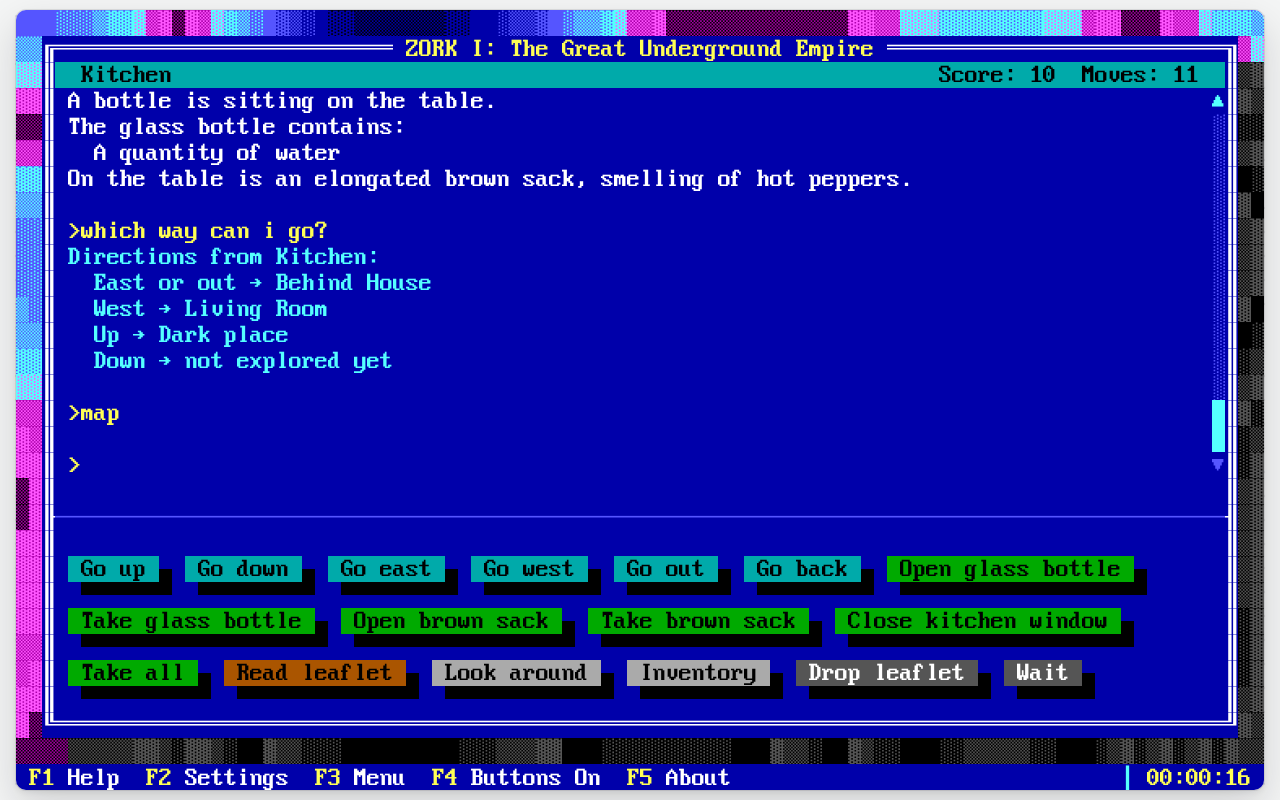 ZORK I: The Great Underground Empire
Kitchen Score: 10 Moves: 11
A bottle is sitting on the table.
The glass bottle contains:
A quantity of water
On the table is an elongated brown sack, smelling of hot peppers.
>which way can i go?
Directions from Kitchen:
East or out → Behind House
West → Living Room
Up → Dark place
Down → not explored yet
>map
>
Go up Go down Go east Go west Go out Go back Open glass bottle
Take glass bottle Open brown sack Take brown sack Close kitchen window
Take all Read leaflet Look around Inventory Drop leaflet Wait
F1 Help F2 Settings F3 Menu F4 Buttons On F5 About 00:00:16